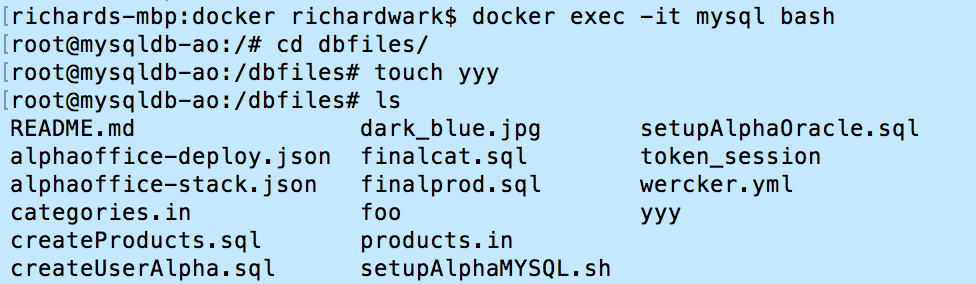 [richards-mbp:docker richardwark$ docker exec -it mysql bash
[root@mysqldb-ao:/# cd dbfiles/
[root@mysqldb-ao:/dbfiles# touch yyy
[root@mysqldb-ao:/dbfiles# ls
README.md dark_blue.jpg setupAlphaOracle.sql
alphaoffice-deploy.json finalcat.sql token_session
alphaoffice-stack.json finalprod.sql wercker.yml
categories.in foo yyy
createProducts.sql products.in
createUserAlpha.sql setupAlphaMYSQL.sh